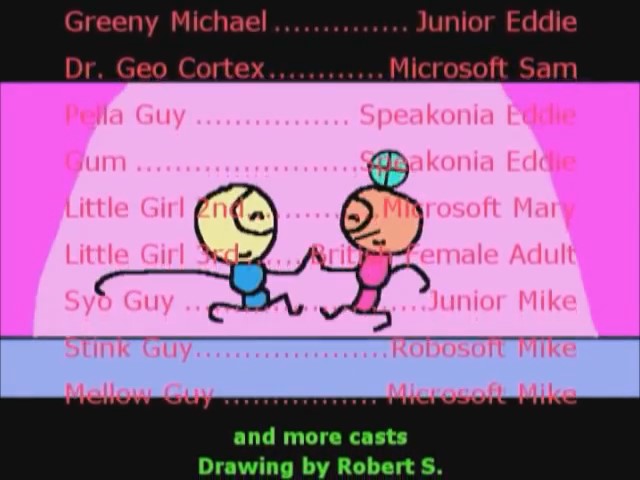 Greeny Michael .............. Junior Eddie
Dr. Geo Cortex............ Microsoft Sam
Pella Guy ................ Speakonia Eddie
Gum .......................Speakonia Eddie
Little Girl 2nd..............Microsoft Mary
Little Girl 3rd...... British Female Adult
Syo Guy .........................Junior Mike
Stink Guy....................Robosoft Mike
Mellow Guy ................ Microsoft Mike
and more casts
Drawing by Robert S.